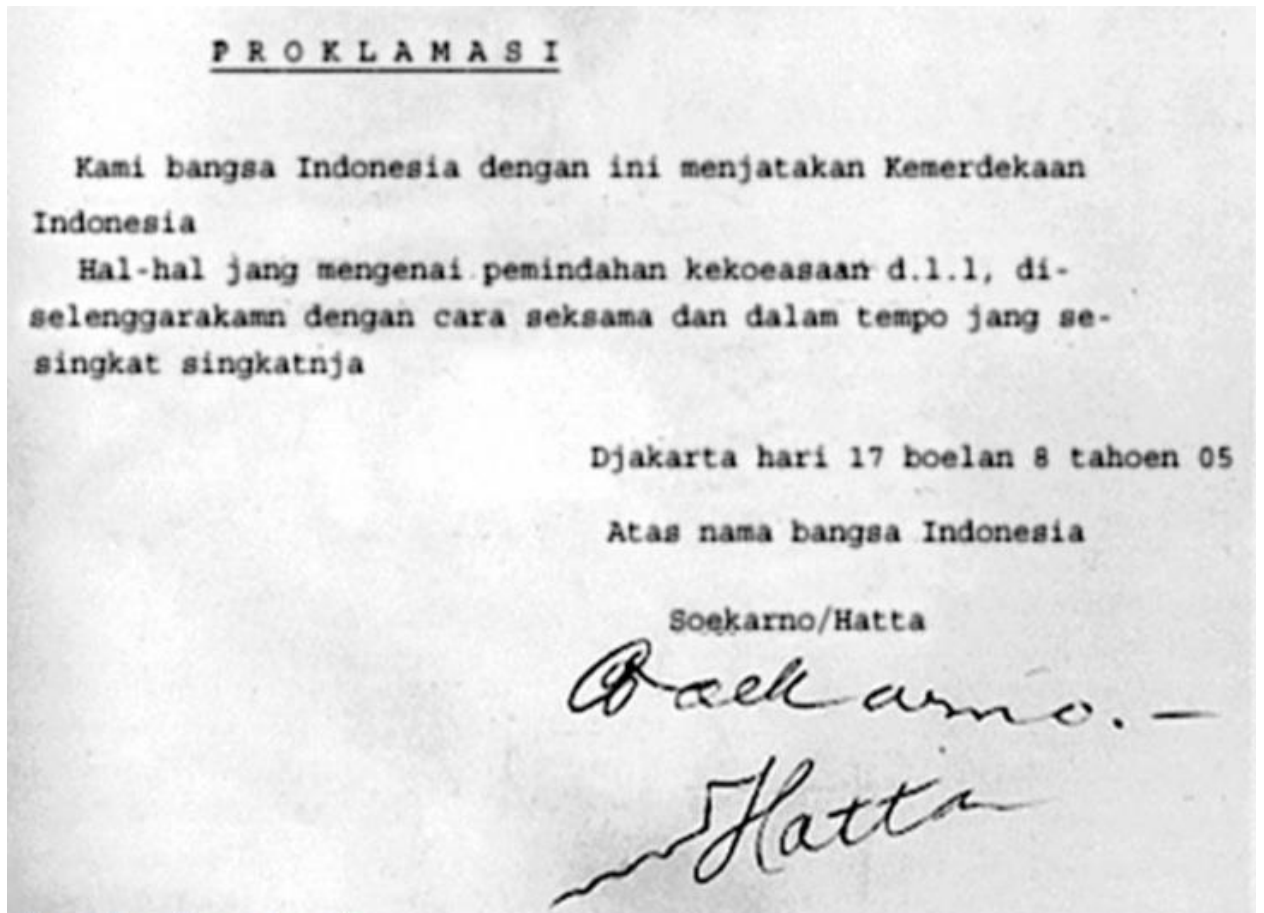 P R O K L A M A S I
Kami bangsa Indonesia dengan ini menjatakan Kemerdekaan
Indonesia
Hal-hal jang mengenai pemindahan kekoeasaan d.l.l, di-
selenggarakamn dengan cara seksama dan dalam tempo jang se-
singkat singkatnja
Djakarta hari 17 boelan 8 tahoen 05
Atas nama bangsa Indonesia
Soekarno/Hatta
Soekarno.—
Hatta